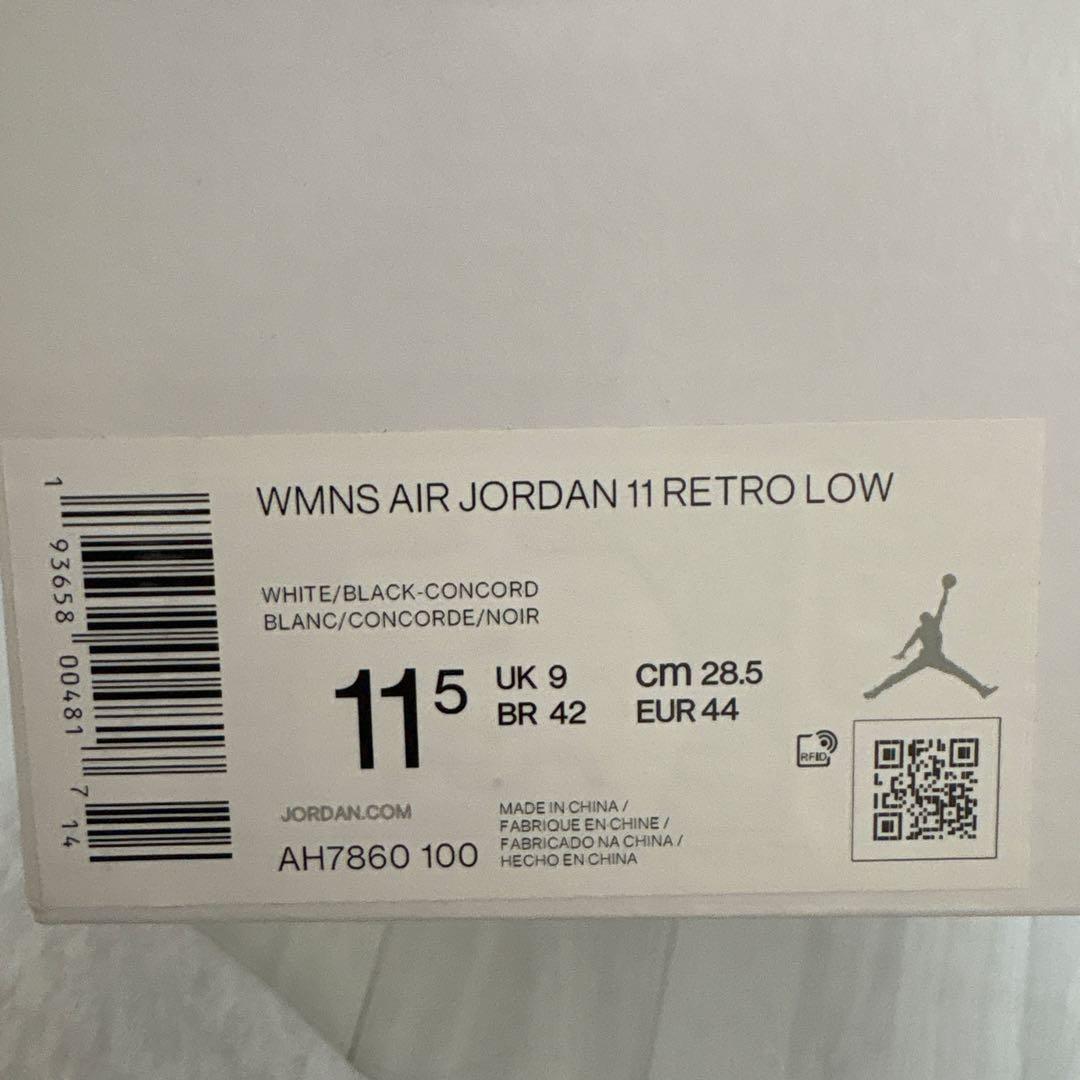 WMNS AIR JORDAN 11 RETRO LOW
WHITE/BLACK-CONCORD
BLANC/CONCORDE/NOIR
11 5
UK 9
BR 42
cm 28.5
EUR 44
RFID
JORDAN.COM
AH7860 100
MADE IN CHINA /
FABRIQUE EN CHINE /
FABRICADO NA CHINA /
HECHO EN CHINA
1 93658 00481 7 14